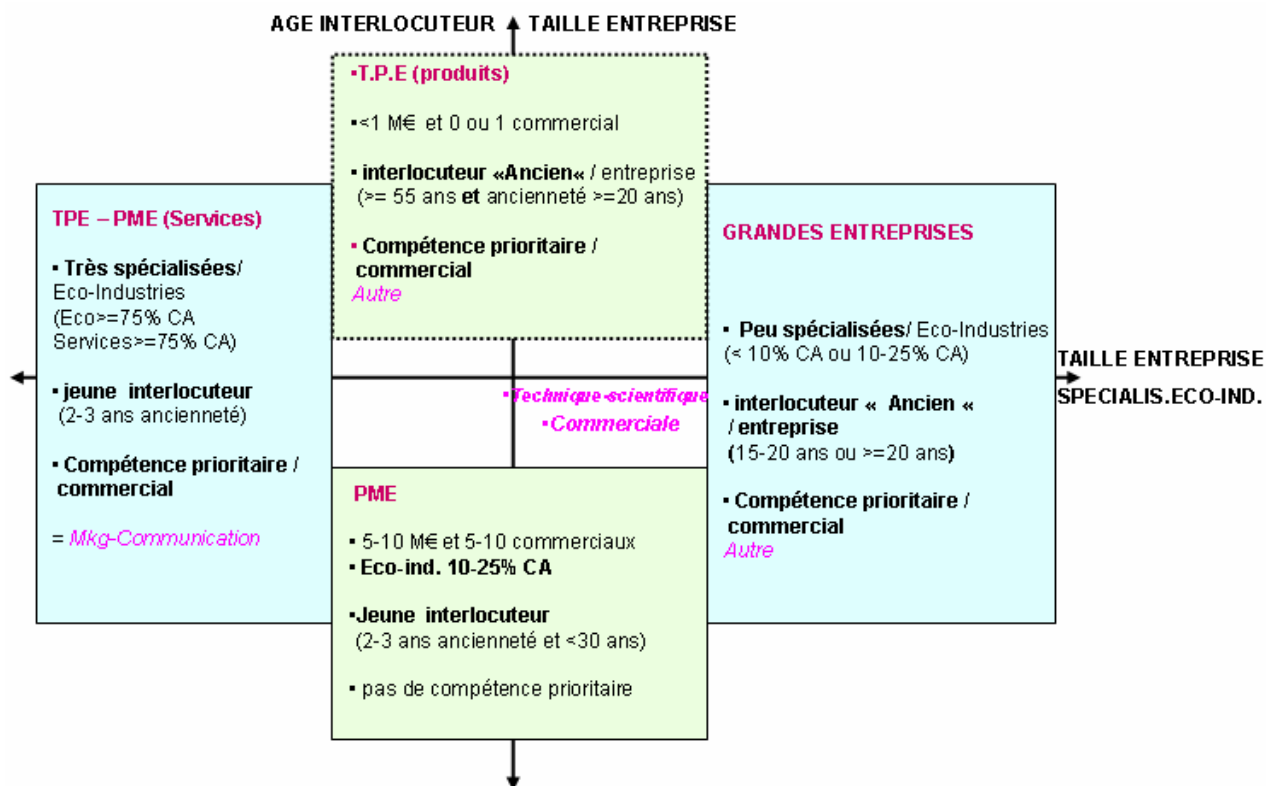 AGE INTERLOCUTEUR TAILLE ENTREPRISE
▪T.P.E (produits)
▪<1 M€ et 0 ou 1 commercial
▪ interlocuteur «Ancien« / entreprise
(>= 55 ans et ancienneté >=20 ans)
▪ Compétence prioritaire /
commercial
Autre
TPE – PME (Services)
▪ Très spécialisées/
Eco-Industries
(Eco>=75% CA
Services>=75% CA)
▪ jeune interlocuteur
(2-3 ans ancienneté)
▪ Compétence prioritaire /
commercial
= Mkg-Communication
▪Technique-scientifique
▪Commerciale
PME
▪ 5-10 M€ et 5-10 commerciaux
▪ Eco-ind. 10-25% CA
▪Jeune interlocuteur
(2-3 ans ancienneté et <30 ans)
▪ pas de compétence prioritaire
GRANDES ENTREPRISES
▪ Peu spécialisées/ Eco-Industries
(< 10% CA ou 10-25% CA)
▪ interlocuteur « Ancien «
/ entreprise
(15-20 ans ou >=20 ans)
▪ Compétence prioritaire /
commercial
Autre
TAILLE ENTREPRISE
SPECIALIS.ECO-IND.